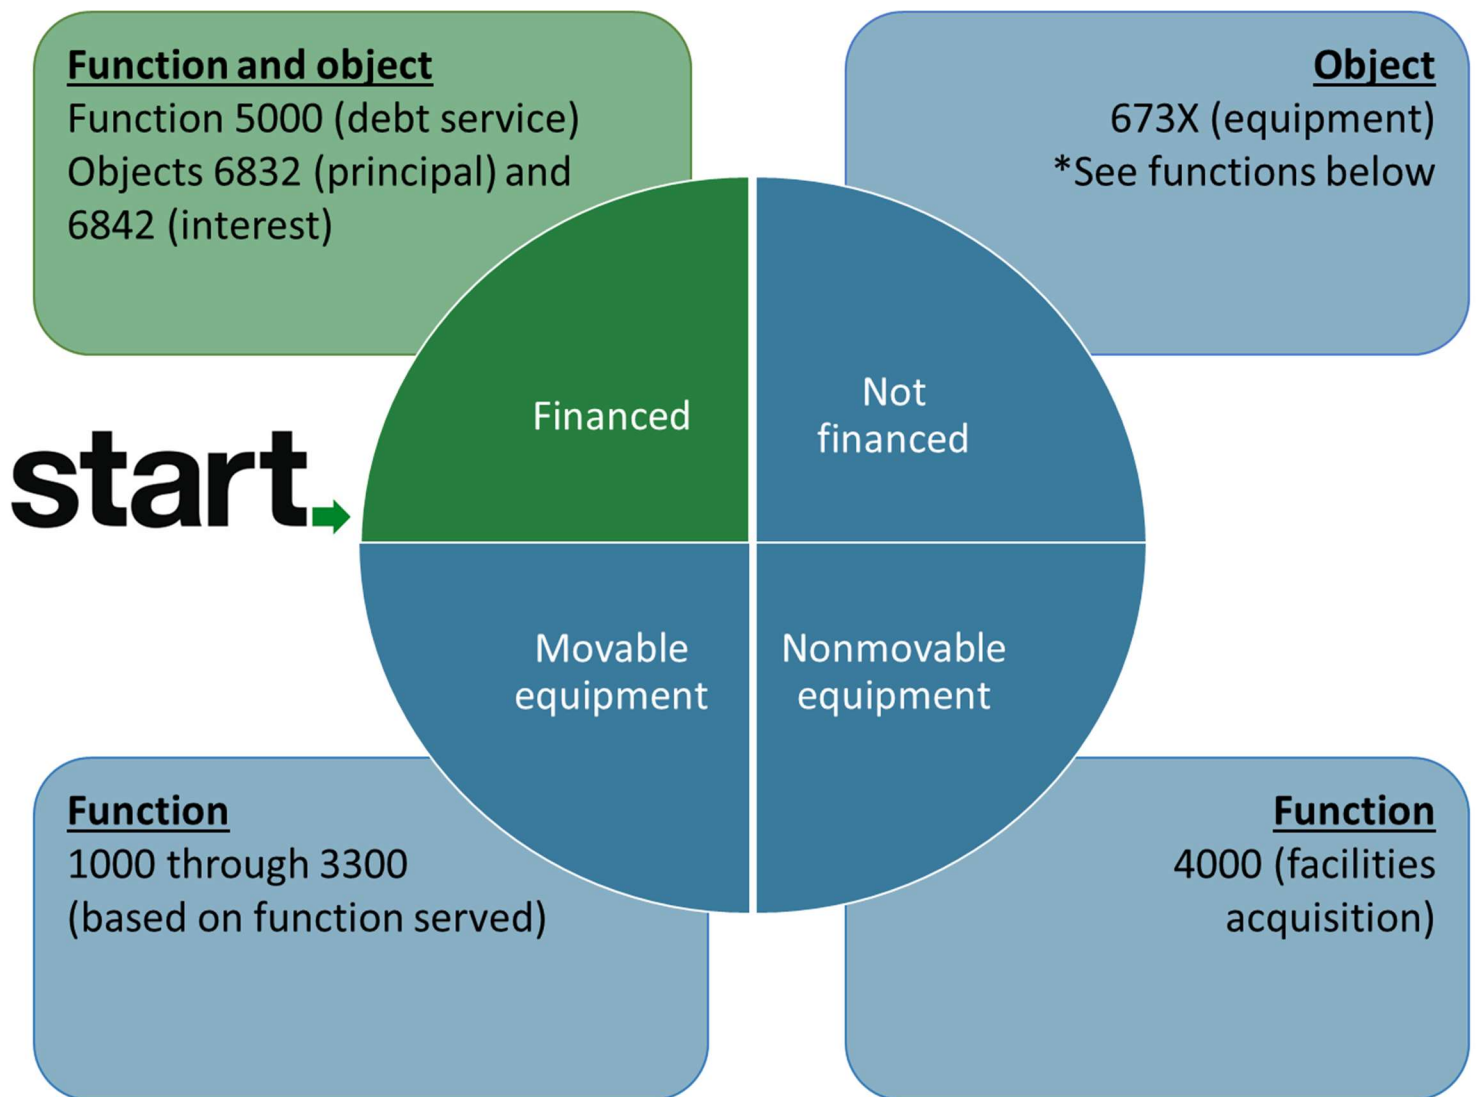 Function and object
Function 5000 (debt service)
Objects 6832 (principal) and
6842 (interest)
Object
673X (equipment)
*See functions below
Financed
Not
financed
start.
Movable
equipment
Nonmovable
equipment
Function
1000 through 3300
(based on function served)
Function
4000 (facilities
acquisition)